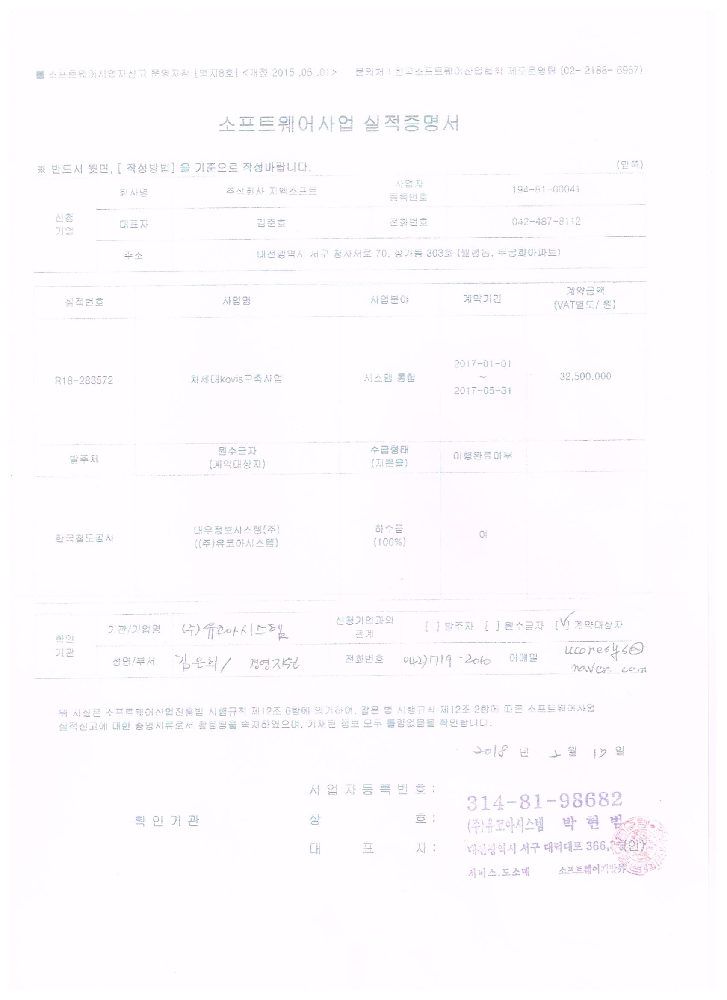 ■ 소프트웨어사업자신고 운영지침 [별지8호] <개정 2015 .05 .01> 문의처 : 한국소프트웨어산업협회 제도운영팀 (02- 2188- 6967)
소프트웨어사업 실적증명서
※ 반드시 뒷면, [ 작성방법] 을 기준으로 작성바랍니다. (앞쪽)
신청
기업
회사명 주식회사 지벡소프트 사업자
등록번호 194-81-00041
대표자 김준호 전화번호 042-487-8112
주소 대전광역시 서구 청사서로 70, 상가동 303호 (월평동, 무궁화아파트)
실적번호 사업명 사업분야 계약기간 계약금액
(VAT별도/ 원)
R18-283572 차세대kovis구축사업 시스템 통합 2017-01-01
~
2017-05-31
32,500,000
발주처 원수급자
(계약대상자)
수급형태
(지분율)
이행완료여부
한국철도공사 대우정보시스템(주)
((주)유코아시스템)
하수급
(100%)
여
확인
기관
기관/기업명 (주)유코아시스템 신청기업과의
관계
[ ] 발주자 [ ] 원수급자 [√] 계약대상자
성명/부서 김은희/ 경영지원 전화번호 042)719-2010 이메일 ucoresys@
naver.com
위 사실은 소프트웨어산업진흥법 시행규칙 제12조 6항에 의거하여, 같은 법 시행규칙 제12조 2항에 따른 소프트웨어사업
실적신고에 대한 증명서류로서 활용됨을 숙지하였으며, 기재된 정보 모두 틀림없음을 확인합니다.
2018 년 2 월 13 일
확 인 기 관
사 업 자 등 록 번 호 : 314-81-98682
상 호 : (주)유코아시스템 박 현 범
대 표 자 : 대전광역시 서구 대덕대로 366, (인)
서비스.도소매 소프트웨어개발